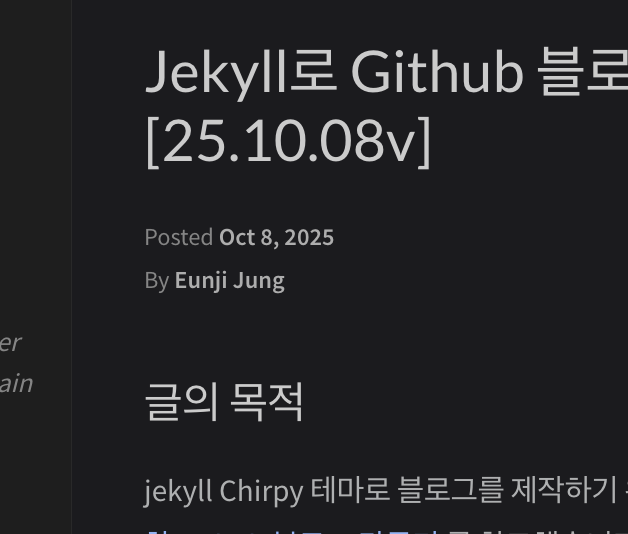 Jekyll로 Github 블로
[25.10.08v]
Posted Oct 8, 2025
By Eunji Jung
er
ain
글의 목적
jekyll Chirpy 테마로 블로그를 제작하기